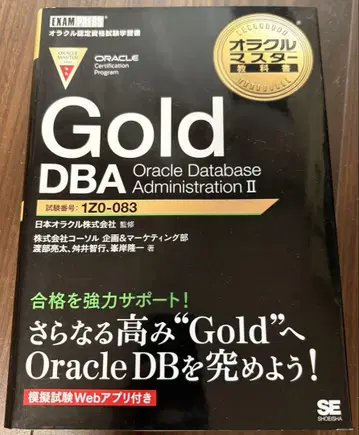 EXAMPRESS
オラクル認定資格試験学習書
ORACLE MASTER
ORACLE
Certification
Program
オラクル
マスター
教科書
Gold
DBA
Oracle Database
Administration II
試験番号:1Z0-083
日本オラクル株式会社 監修
株式会社コーソル 企画&マーケティング部
渡部亮太、舛井智行、峯岸隆一 著
合格を強力サポート!
さらなる高み“Gold”へ
Oracle DBを究めよう!
模擬試験Webアプリ付き
SE
SHOEISHA